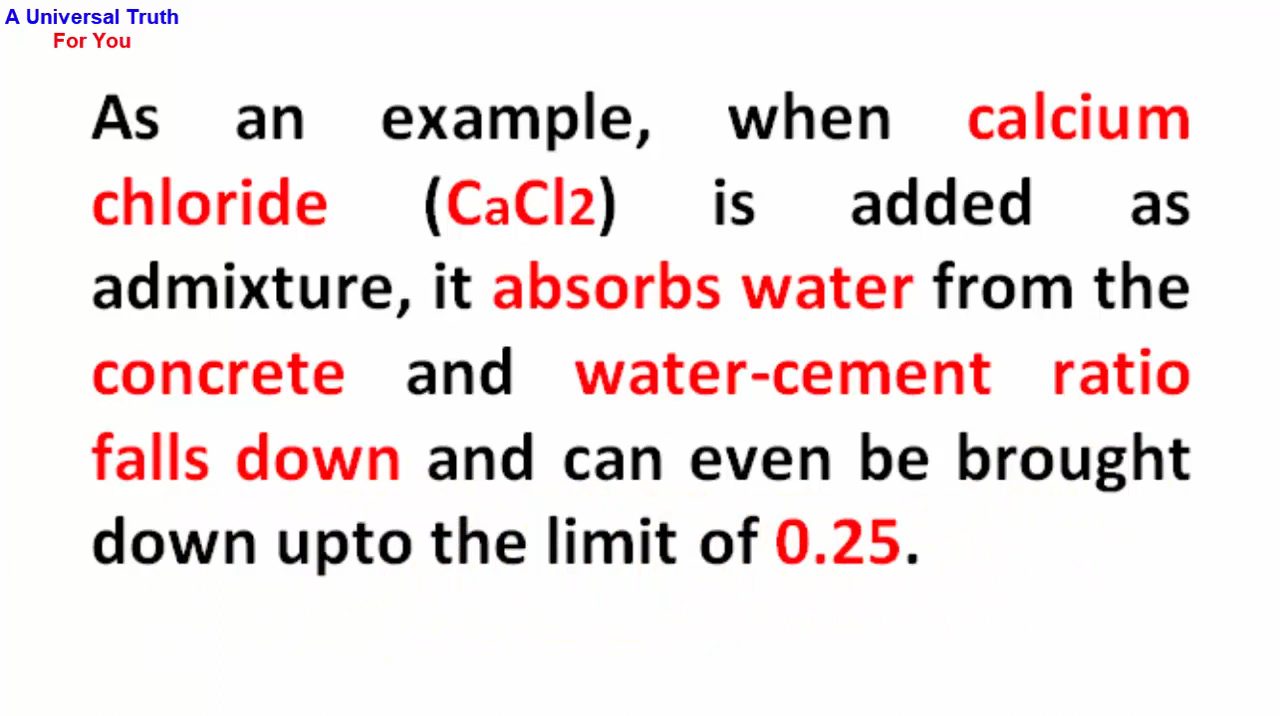 A Universal Truth
For You
As an example, when calcium
chloride (CaCl2) is added as
admixture, it absorbs water from the
concrete and water-cement ratio
falls down and can even be brought
down upto the limit of 0.25.